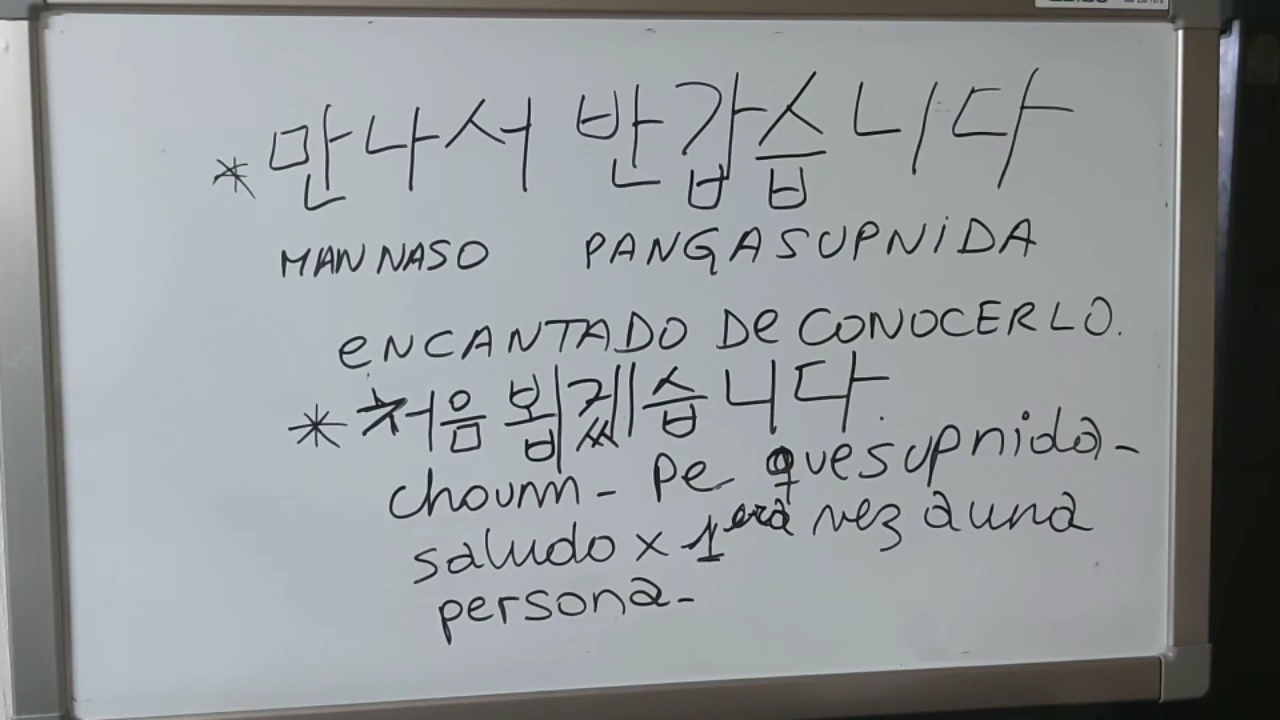 * 만나서 반갑습니다
MANNASO PANGASUPNiDA
eNCANTADO De CONOCERLO.
* 처음 뵙겠습니다.
choumm - Pe quesupnida -
saludo x 1era vez a una
persona -